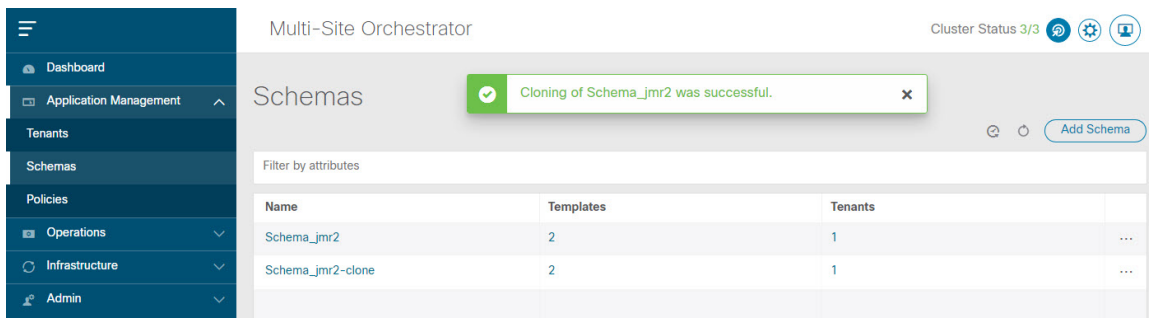 Multi-Site Orchestrator
Cluster Status 3/3
Dashboard
Application Management
Tenants
Schemas
Policies
Operations
Infrastructure
Admin
Schemas
Cloning of Schema_jmr2 was successful.
Add Schema
Filter by attributes
Name Templates Tenants
Schema_jmr2 2 1 ...
Schema_jmr2-clone 2 1 ...